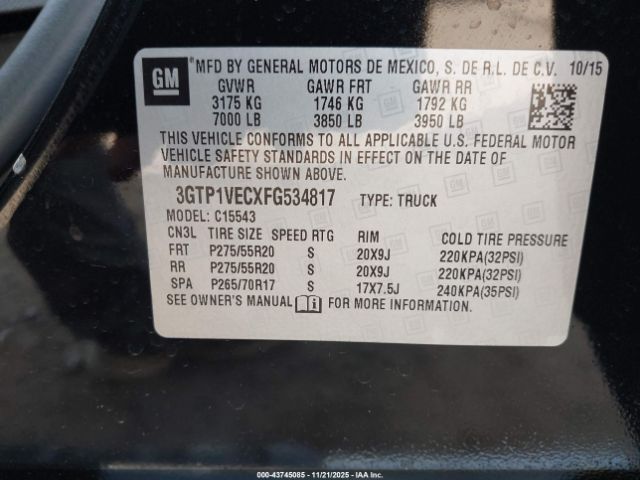 GM MFD BY GENERAL MOTORS DE MEXICO, S. DE R.L. DE C.V. 10/15
GVWR GAWR FRT GAWR RR
3175 KG 1746 KG 1792 KG
7000 LB 3850 LB 3950 LB
THIS VEHICLE CONFORMS TO ALL APPLICABLE U.S. FEDERAL MOTOR
VEHICLE SAFETY STANDARDS IN EFFECT ON THE DATE OF
MANUFACTURE SHOWN ABOVE.
3GTP1VECXFG534817 TYPE: TRUCK
MODEL: C15543
CN3L TIRE SIZE SPEED RTG RIM COLD TIRE PRESSURE
FRT P275/55R20 S 20X9J 220KPA(32PSI)
RR P275/55R20 S 20X9J 220KPA(32PSI)
SPA P265/70R17 S 17X7.5J 240KPA(35PSI)
SEE OWNER'S MANUAL FOR MORE INFORMATION.
000-43745085 - 11/21/2025 - IAA, Inc.